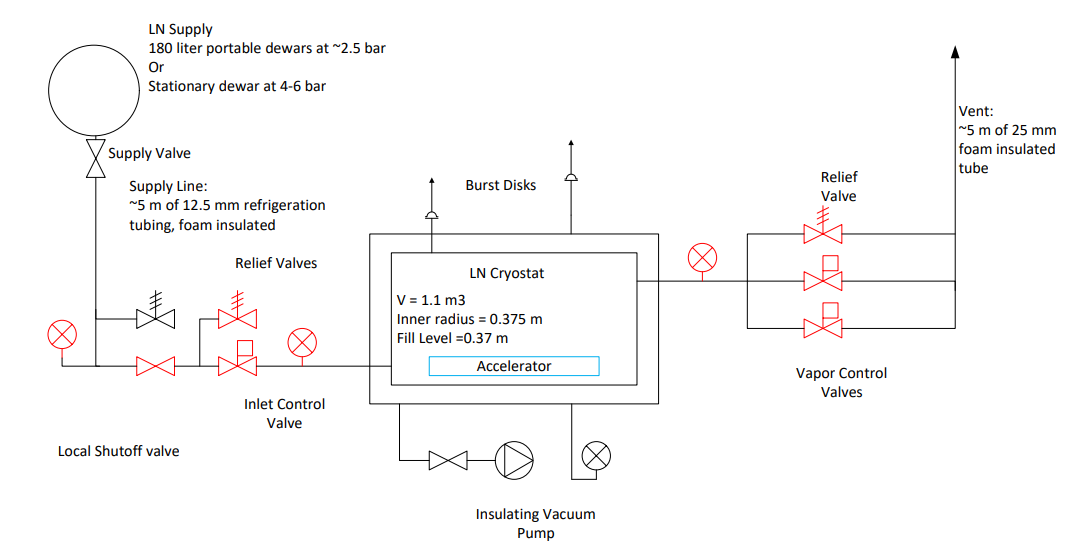 LN Supply
180 liter portable dewars at ~2.5 bar
Or
Stationary dewar at 4-6 bar
Supply Valve
Supply Line:
~5 m of 12.5 mm refrigeration
tubing, foam insulated
Relief Valves
Burst Disks
Relief
Valve
Vent:
~5 m of 25 mm
foam insulated
tube
LN Cryostat
V = 1.1 m3
Inner radius = 0.375 m
Fill Level =0.37 m
Accelerator
Inlet Control
Valve
Vapor Control
Valves
Local Shutoff valve
Insulating Vacuum
Pump